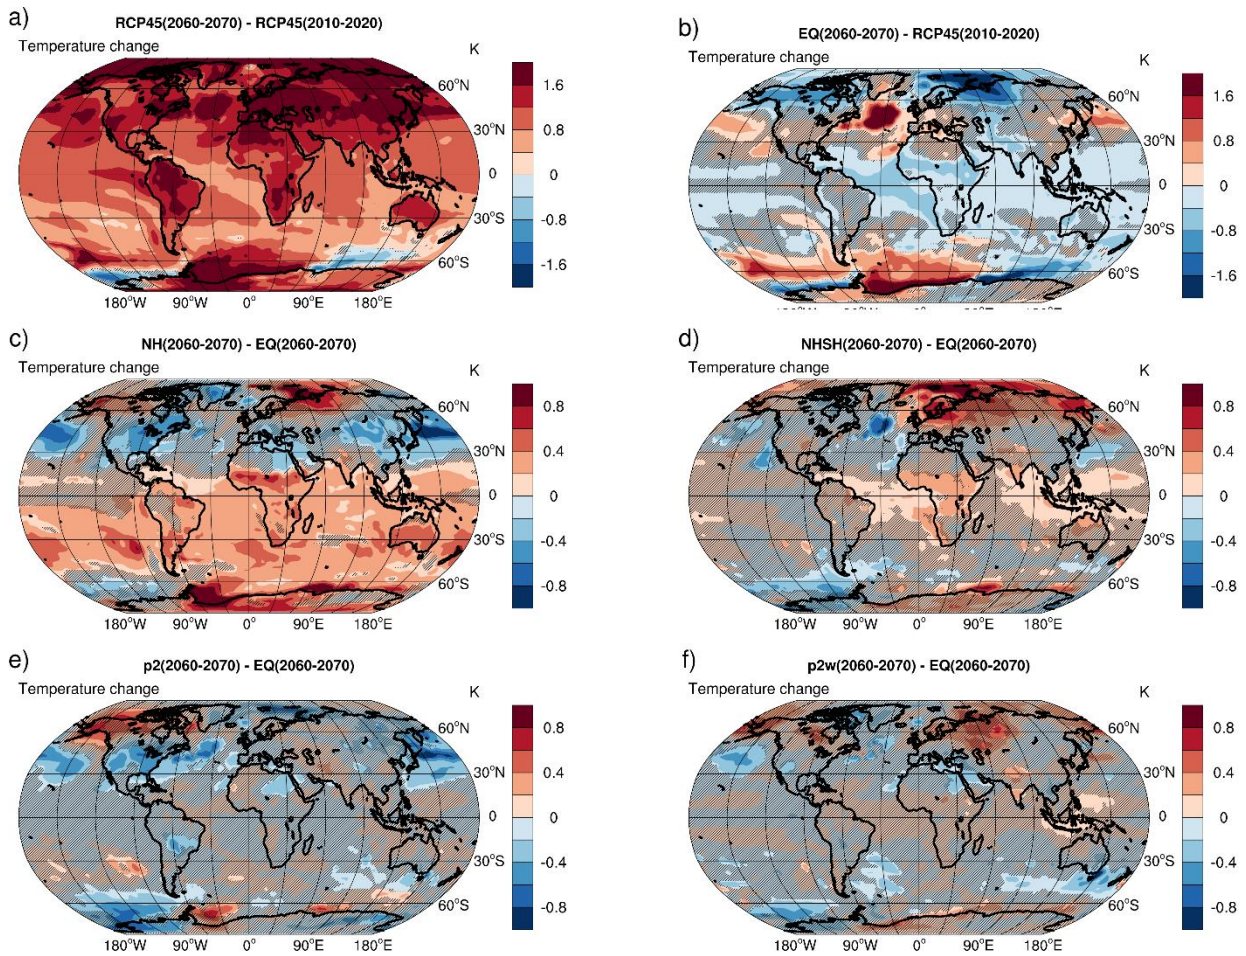 a)
RCP45(2060-2070) - RCP45(2010-2020)
Temperature change K
60°N
30°N
0
30°S
60°S
180°W 90°W 0° 90°E 180°E
1.6
0.8
0
-0.8
-1.6
b)
EQ(2060-2070) - RCP45(2010-2020)
Temperature change K
60°N
30°N
0
30°S
60°S
1.6
0.8
0
-0.8
-1.6
c)
NH(2060-2070) - EQ(2060-2070)
Temperature change K
60°N
30°N
0
30°S
60°S
180°W 90°W 0° 90°E 180°E
0.8
0.4
0
-0.4
-0.8
d)
NHSH(2060-2070) - EQ(2060-2070)
Temperature change K
60°N
30°N
0
30°S
60°S
180°W 90°W 0° 90°E 180°E
0.8
0.4
0
-0.4
-0.8
e)
p2(2060-2070) - EQ(2060-2070)
Temperature change K
60°N
30°N
0
30°S
60°S
180°W 90°W 0° 90°E 180°E
0.8
0.4
0
-0.4
-0.8
f)
p2w(2060-2070) - EQ(2060-2070)
Temperature change K
60°N
30°N
0
30°S
60°S
180°W 90°W 0° 90°E 180°E
0.8
0.4
0
-0.4
-0.8